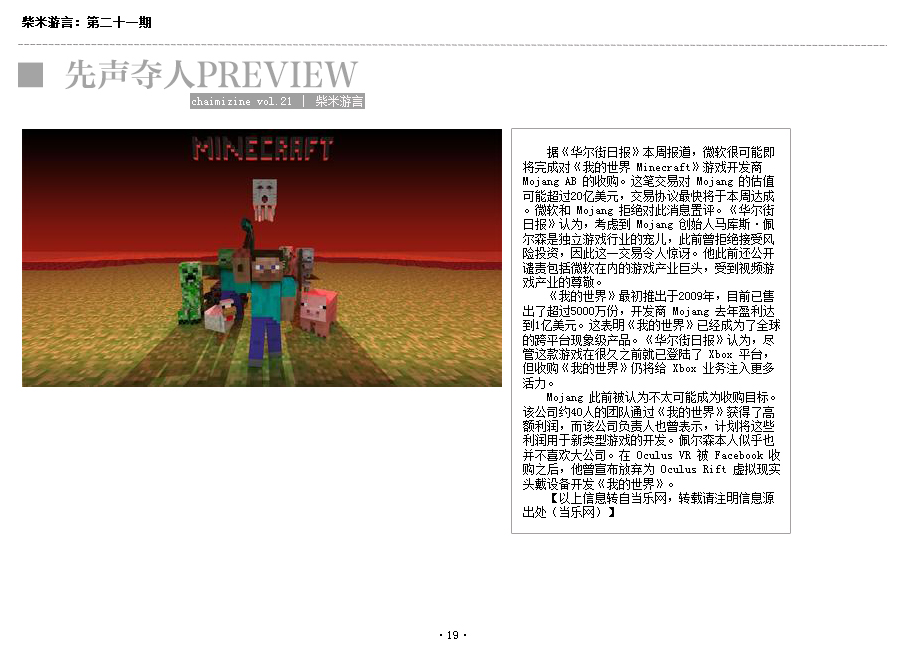 柴米游言：第二十一期
先声夺人PREVIEW
chaimizine vol.21 | 柴米游言
MINECRAFT
据《华尔街日报》本周报道，微软很可能即
将完成对《我的世界 Minecraft》游戏开发商
Mojang AB 的收购。这笔交易对 Mojang 的估值
可能超过20亿美元，交易协议最快将于本周达成
。微软和 Mojang 拒绝对此消息置评。《华尔街
日报》认为，考虑到 Mojang 创始人马库斯·佩
尔森是独立游戏行业的宠儿，此前曾拒绝接受风
险投资，因此这一交易令人惊讶。他此前还公开
谴责包括微软在内的游戏产业巨头，受到视频游
戏产业的尊敬。
《我的世界》最初推出于2009年，目前已售
出了超过5000万份，开发商 Mojang 去年盈利达
到1亿美元。这表明《我的世界》已经成为了全球
的跨平台现象级产品。《华尔街日报》认为，尽
管这款游戏在很久之前就已登陆了 Xbox 平台，
但收购《我的世界》仍将给 Xbox 业务注入更多
活力。
Mojang 此前被认为不太可能成为收购目标。
该公司约40人的团队通过《我的世界》获得了高
额利润，而该公司负责人也曾表示，计划将这些
利润用于新类型游戏的开发。佩尔森本人似乎也
并不喜欢大公司。在 Oculus VR 被 Facebook 收
购之后，他曾宣布放弃为 Oculus Rift 虚拟现实
头戴设备开发《我的世界》。
【以上信息转自当乐网，转载请注明信息源
出处（当乐网）】
·19·